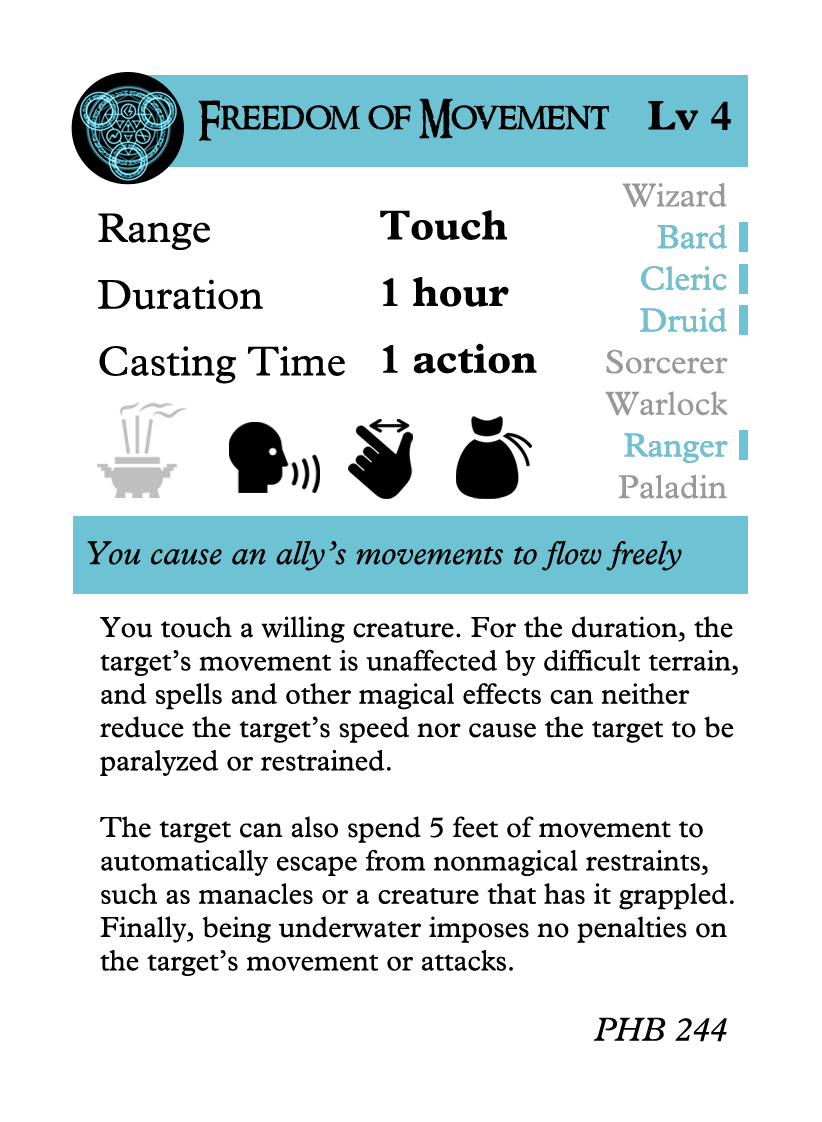 Freedom of Movement Lv 4
Wizard
Bard
Cleric
Druid
Sorcerer
Warlock
Ranger
Paladin
Range Touch
Duration 1 hour
Casting Time 1 action
You cause an ally’s movements to flow freely
You touch a willing creature. For the duration, the
target’s movement is unaffected by difficult terrain,
and spells and other magical effects can neither
reduce the target’s speed nor cause the target to be
paralyzed or restrained.
The target can also spend 5 feet of movement to
automatically escape from nonmagical restraints,
such as manacles or a creature that has it grappled.
Finally, being underwater imposes no penalties on
the target’s movement or attacks.
PHB 244